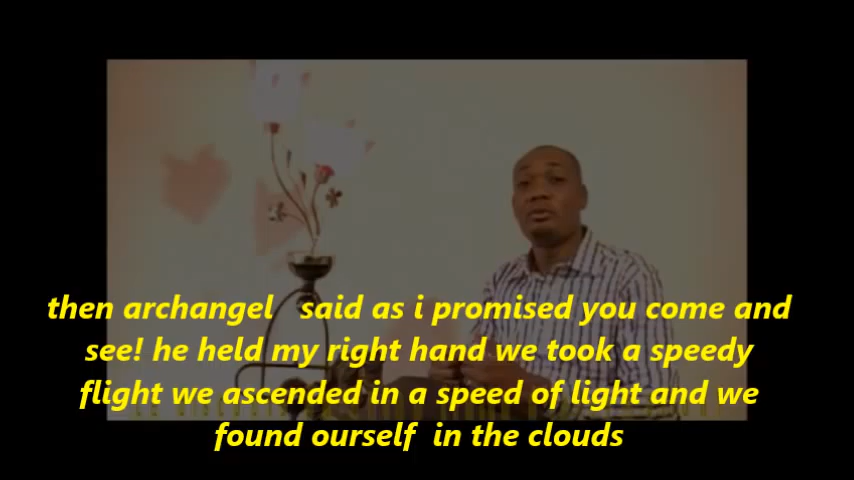 then archangel said as i promised you come and
see! he held my right hand we took a speedy
flight we ascended in a speed of light and we
found ourself in the clouds